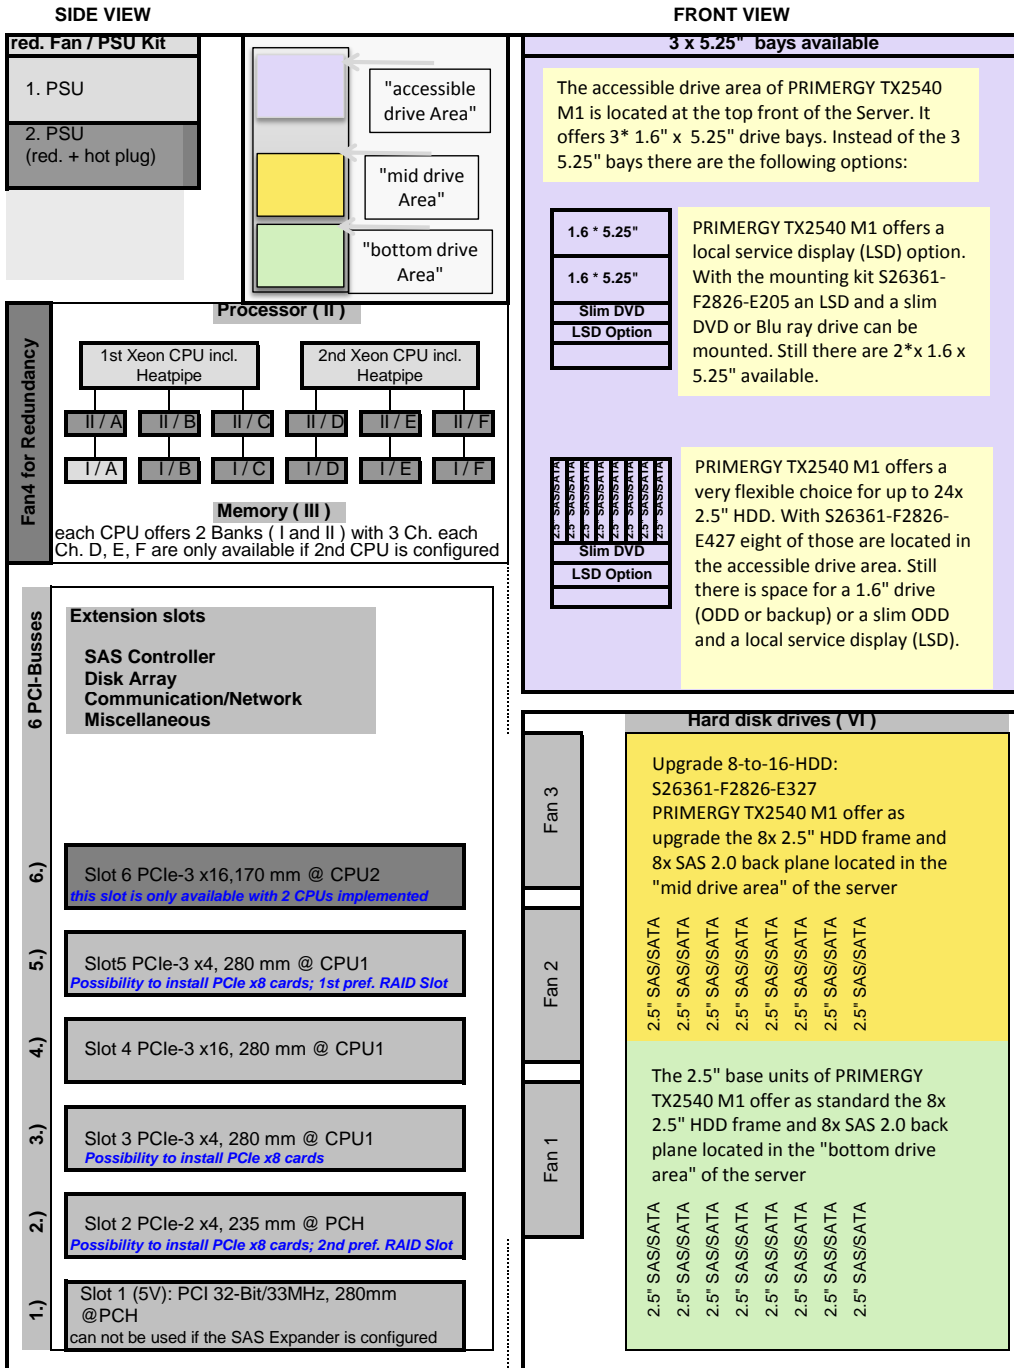 SIDE VIEW
red. Fan / PSU Kit
1. PSU
2. PSU
(red. + hot plug)
"accessible
drive Area"
"mid drive
Area"
"bottom drive
Area"
Fan4 for Redundancy
Processor ( II )
1st Xeon CPU incl.
Heatpipe
2nd Xeon CPU incl.
Heatpipe
II / A II / B II / C II / D II / E II / F
I / A I / B I / C I / D I / E I / F
Memory ( III )
each CPU offers 2 Banks ( I and II ) with 3 Ch. each
Ch. D, E, F are only available if 2nd CPU is configured
6 PCI-Busses
Extension slots
SAS Controller
Disk Array
Communication/Network
Miscellaneous
6.)
Slot 6 PCIe-3 x16,170 mm @ CPU2
this slot is only available with 2 CPUs implemented
5.)
Slot5 PCIe-3 x4, 280 mm @ CPU1
Possibility to install PCIe x8 cards; 1st pref. RAID Slot
4.)
Slot 4 PCIe-3 x16, 280 mm @ CPU1
3.)
Slot 3 PCIe-3 x4, 280 mm @ CPU1
Possibility to install PCIe x8 cards
2.)
Slot 2 PCIe-2 x4, 235 mm @ PCH
Possibility to install PCIe x8 cards; 2nd pref. RAID Slot
1.)
Slot 1 (5V): PCI 32-Bit/33MHz, 280mm
@PCH
can not be used if the SAS Expander is configured
FRONT VIEW
3 x 5.25" bays available
The accessible drive area of PRIMERGY TX2540
M1 is located at the top front of the Server. It
offers 3* 1.6" x 5.25" drive bays. Instead of the 3
5.25" bays there are the following options:
1.6 * 5.25"
1.6 * 5.25"
Slim DVD
LSD Option
PRIMERGY TX2540 M1 offers a
local service display (LSD) option.
With the mounting kit S26361-
F2826-E205 an LSD and a slim
DVD or Blu ray drive can be
mounted. Still there are 2*x 1.6 x
5.25" available.
2.5" SAS/SATA
2.5" SAS/SATA
2.5" SAS/SATA
2.5" SAS/SATA
2.5" SAS/SATA
2.5" SAS/SATA
2.5" SAS/SATA
2.5" SAS/SATA
Slim DVD
LSD Option
PRIMERGY TX2540 M1 offers a
very flexible choice for up to 24x
2.5" HDD. With S26361-F2826-
E427 eight of those are located in
the accessible drive area. Still
there is space for a 1.6" drive
(ODD or backup) or a slim ODD
and a local service display (LSD).
Hard disk drives ( VI )
Fan 3
Fan 2
Fan 1
Upgrade 8-to-16-HDD:
S26361-F2826-E327
PRIMERGY TX2540 M1 offer as
upgrade the 8x 2.5" HDD frame and
8x SAS 2.0 back plane located in the
"mid drive area" of the server
2.5" SAS/SATA
2.5" SAS/SATA
2.5" SAS/SATA
2.5" SAS/SATA
2.5" SAS/SATA
2.5" SAS/SATA
2.5" SAS/SATA
2.5" SAS/SATA
The 2.5" base units of PRIMERGY
TX2540 M1 offer as standard the 8x
2.5" HDD frame and 8x SAS 2.0 back
plane located in the "bottom drive
area" of the server
2.5" SAS/SATA
2.5" SAS/SATA
2.5" SAS/SATA
2.5" SAS/SATA
2.5" SAS/SATA
2.5" SAS/SATA
2.5" SAS/SATA
2.5" SAS/SATA